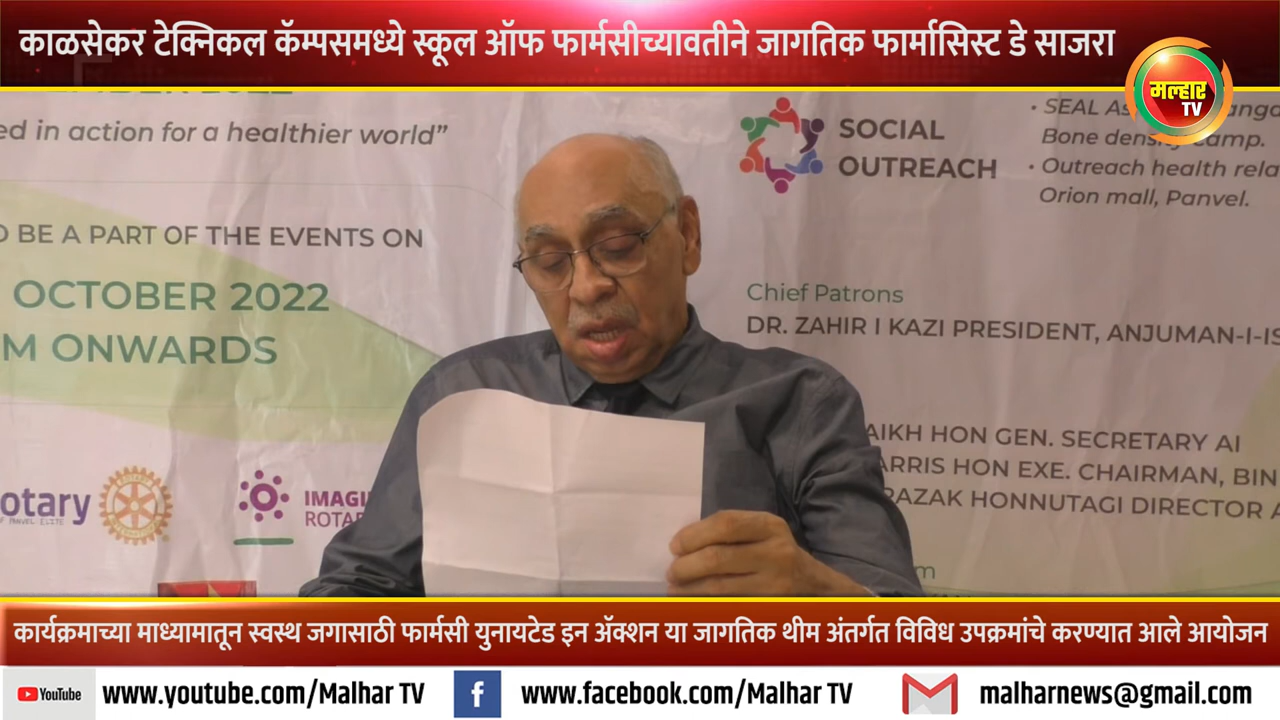 काळसेकर टेक्निकल कॅम्पसमध्ये स्कूल ऑफ फार्मसीच्यावतीने जागतिक फार्मासिस्ट डे साजरा
मल्हार
TV
2022
ed in action for a healthier world”
BE A PART OF THE EVENTS ON
OCTOBER 2022
M ONWARDS
otary
OF PANVEL ELITE
IMAGI
ROTAR
SOCIAL
OUTREACH
• SEAL
Bone density camp.
• Outreach health rela
Orion mall, Panvel.
Chief Patrons
DR. ZAHIR I KAZI PRESIDENT, ANJUMAN-I-IS
AIKH HON GEN. SECRETARY AI
ARRIS HON EXE. CHAIRMAN, BIN
RAZAK HONNUTAGI DIRECTOR A
कार्यक्रमाच्या माध्यामातून स्वस्थ जगासाठी फार्मसी युनायटेड इन ॲक्शन या जागतिक थीम अंतर्गत विविध उपक्रमांचे करण्यात आले आयोजन
YouTube www.youtube.com/Malhar TV
f www.facebook.com/Malhar TV
malharnews@gmail.com